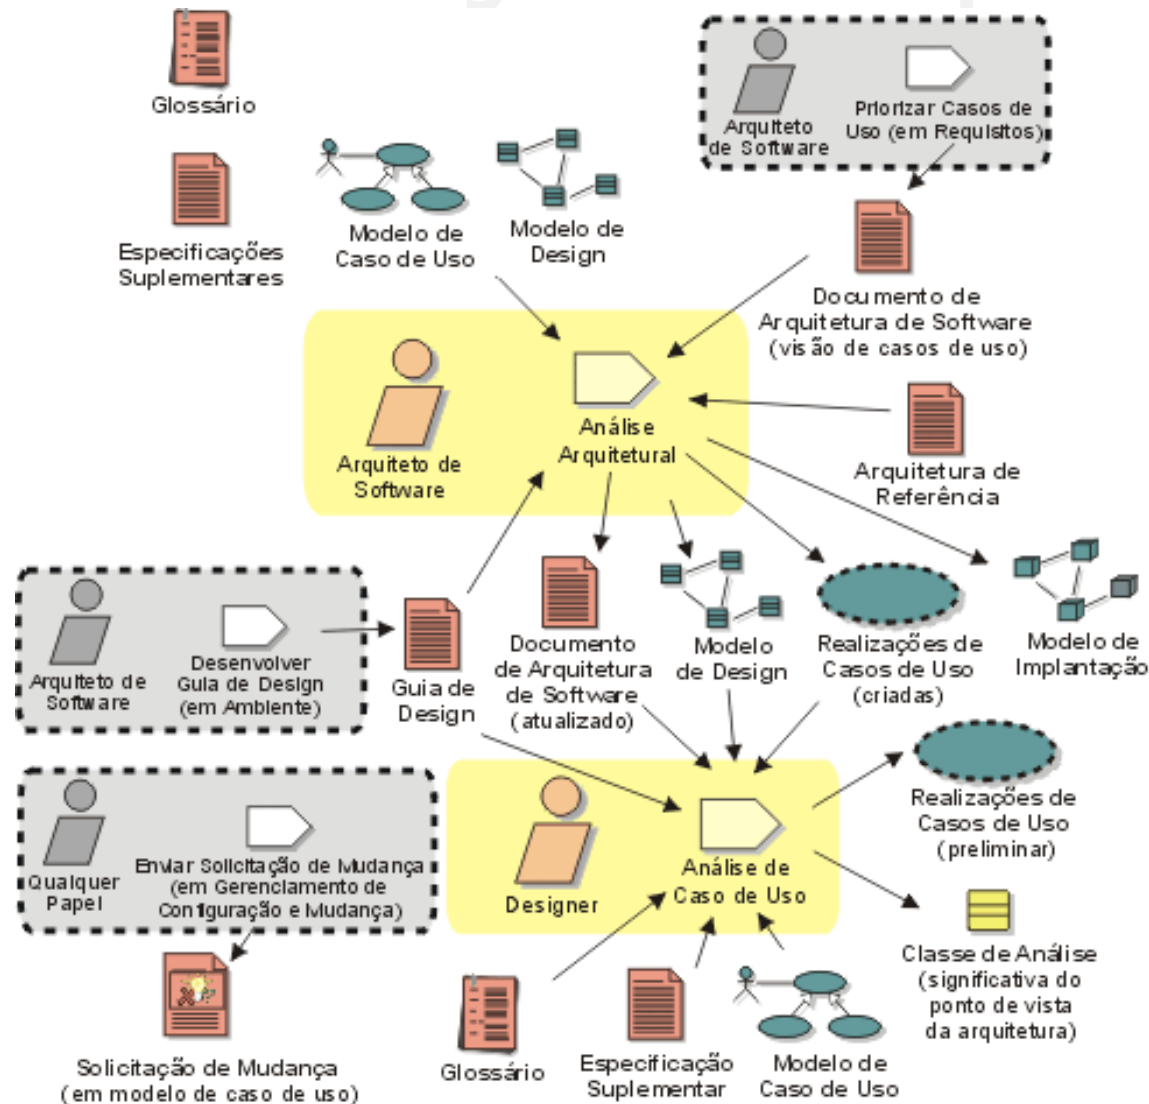 Glossário
Especificações
Suplementares
Modelo de
Caso de Uso
Modelo de
Design
Arquiteto
de Software
Priorizar Casos de
Uso (em Requisitos)
Documento de
Arquitetura de Software
(visão de casos de uso)
Arquiteto de
Software
Análise
Arquitetural
Arquitetura de
Referência
Arquiteto de
Software
Desenvolver
Guia de Design
(em Ambiente)
Guia de
Design
Documento
de Arquitetura
de Software
(atualizado)
Modelo
de Design
Realizações de
Casos de Uso
(criadas)
Modelo de
Implantação
Qualquer
Papel
Enviar Solicitação de Mudança
(em Gerenciamento de
Configuração e Mudança)
Designer
Análise de
Caso de Uso
Realizações de
Casos de Uso
(preliminar)
Classe de Análise
(significativa do
ponto de vista
da arquitetura)
Solicitação de Mudança
(em modelo de caso de uso)
Glossário
Especificação
Suplementar
Modelo de
Caso de Uso